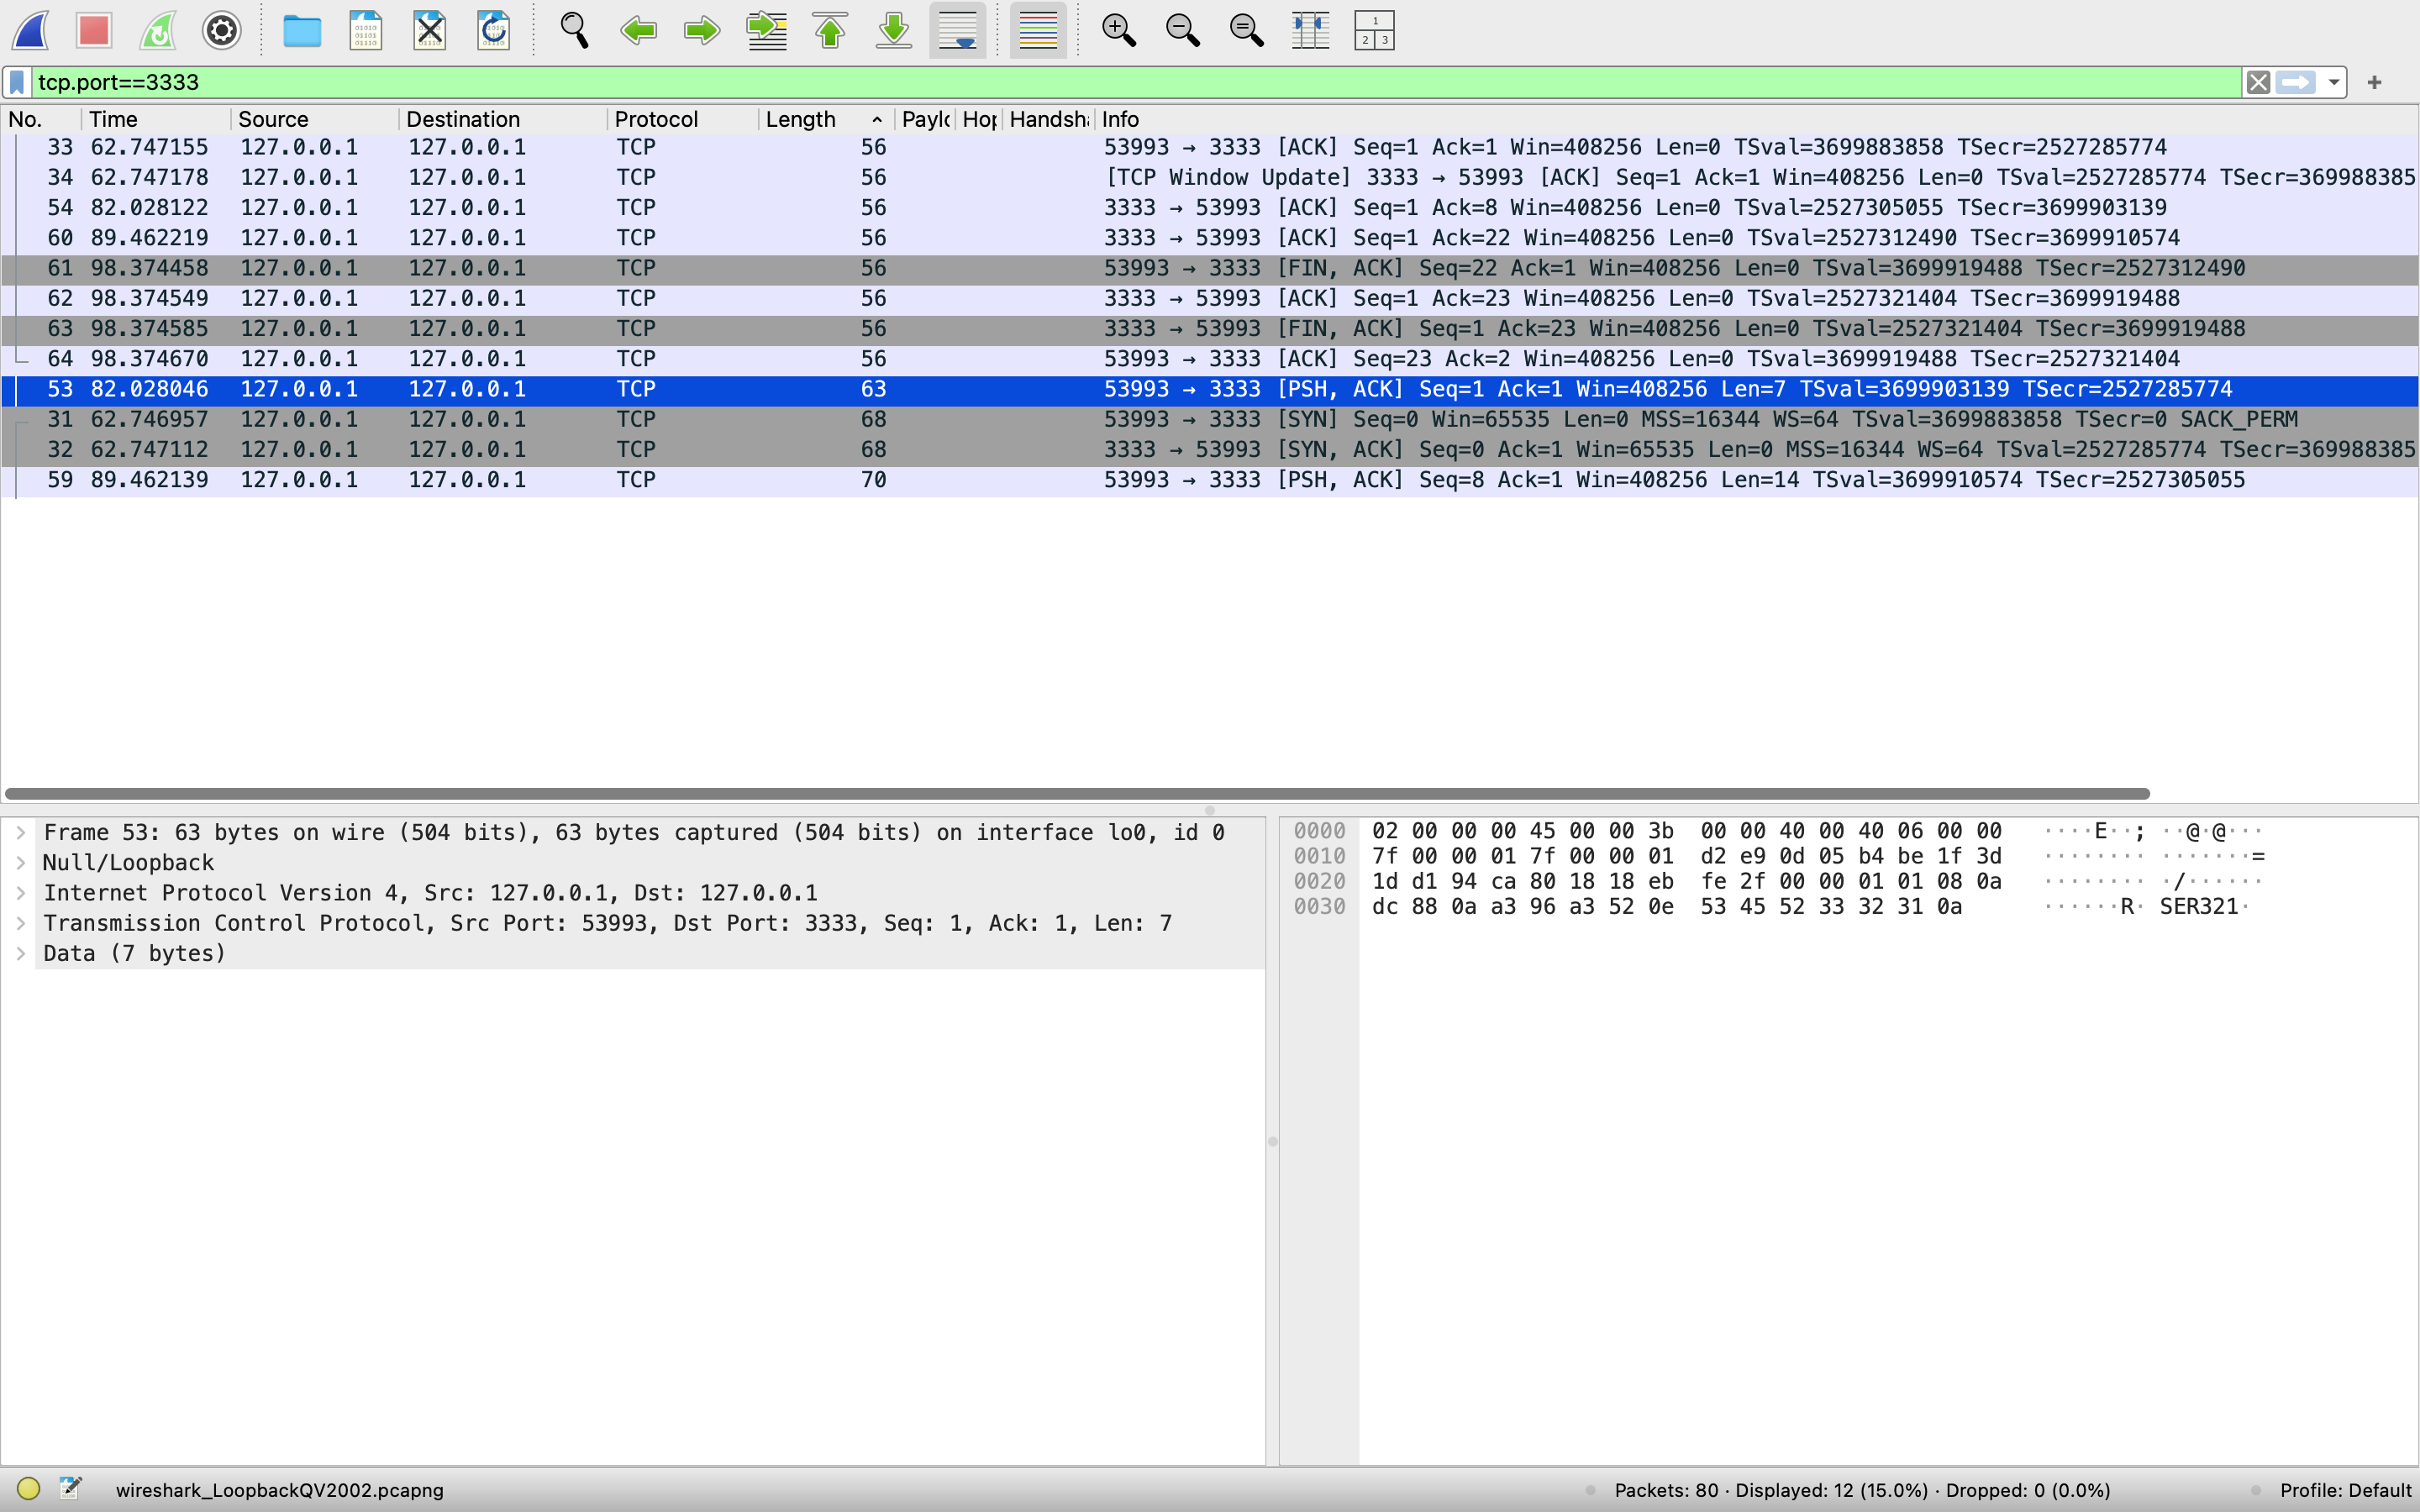 tcp.port==3333
No. Time Source Destination Protocol Length Paylo Hop Handsha Info
33 62.747155 127.0.0.1 127.0.0.1 TCP 56 53993 → 3333 [ACK] Seq=1 Ack=1 Win=408256 Len=0 TSval=3699883858 TSecr=2527285774
34 62.747178 127.0.0.1 127.0.0.1 TCP 56 [TCP Window Update] 3333 → 53993 [ACK] Seq=1 Ack=1 Win=408256 Len=0 TSval=2527285774 TSecr=369988385
54 82.028122 127.0.0.1 127.0.0.1 TCP 56 3333 → 53993 [ACK] Seq=1 Ack=8 Win=408256 Len=0 TSval=2527305055 TSecr=3699903139
60 89.462219 127.0.0.1 127.0.0.1 TCP 56 3333 → 53993 [ACK] Seq=1 Ack=22 Win=408256 Len=0 TSval=2527312490 TSecr=3699910574
61 98.374458 127.0.0.1 127.0.0.1 TCP 56 53993 → 3333 [FIN, ACK] Seq=22 Ack=1 Win=408256 Len=0 TSval=3699919488 TSecr=2527312490
62 98.374549 127.0.0.1 127.0.0.1 TCP 56 3333 → 53993 [ACK] Seq=1 Ack=23 Win=408256 Len=0 TSval=2527321404 TSecr=3699919488
63 98.374585 127.0.0.1 127.0.0.1 TCP 56 3333 → 53993 [FIN, ACK] Seq=1 Ack=23 Win=408256 Len=0 TSval=2527321404 TSecr=3699919488
64 98.374670 127.0.0.1 127.0.0.1 TCP 56 53993 → 3333 [ACK] Seq=23 Ack=2 Win=408256 Len=0 TSval=3699919488 TSecr=2527321404
53 82.028046 127.0.0.1 127.0.0.1 TCP 63 53993 → 3333 [PSH, ACK] Seq=1 Ack=1 Win=408256 Len=7 TSval=3699903139 TSecr=2527285774
31 62.746957 127.0.0.1 127.0.0.1 TCP 68 53993 → 3333 [SYN] Seq=0 Win=65535 Len=0 MSS=16344 WS=64 TSval=3699883858 TSecr=0 SACK_PERM
32 62.747112 127.0.0.1 127.0.0.1 TCP 68 3333 → 53993 [SYN, ACK] Seq=0 Ack=1 Win=65535 Len=0 MSS=16344 WS=64 TSval=2527285774 TSecr=369988385
59 89.462139 127.0.0.1 127.0.0.1 TCP 70 53993 → 3333 [PSH, ACK] Seq=8 Ack=1 Win=408256 Len=14 TSval=3699910574 TSecr=2527305055
Frame 53: 63 bytes on wire (504 bits), 63 bytes captured (504 bits) on interface lo0, id 0
Null/Loopback
Internet Protocol Version 4, Src: 127.0.0.1, Dst: 127.0.0.1
Transmission Control Protocol, Src Port: 53993, Dst Port: 3333, Seq: 1, Ack: 1, Len: 7
Data (7 bytes)
0000 02 00 00 00 45 00 00 3b 00 00 40 00 40 06 00 00 ····E··; ··@·@···
0010 7f 00 00 01 7f 00 00 01 d2 e9 0d 05 b4 be 1f 3d ········ ·······=
0020 1d d1 94 ca 80 18 18 eb fe 2f 00 00 01 01 08 0a ········ ·/······
0030 dc 88 0a a3 96 a3 52 0e 53 45 52 33 32 31 0a ······R· SER321·
wireshark_LoopbackQV2002.pcapng
Packets: 80 · Displayed: 12 (15.0%) · Dropped: 0 (0.0%)
Profile: Default